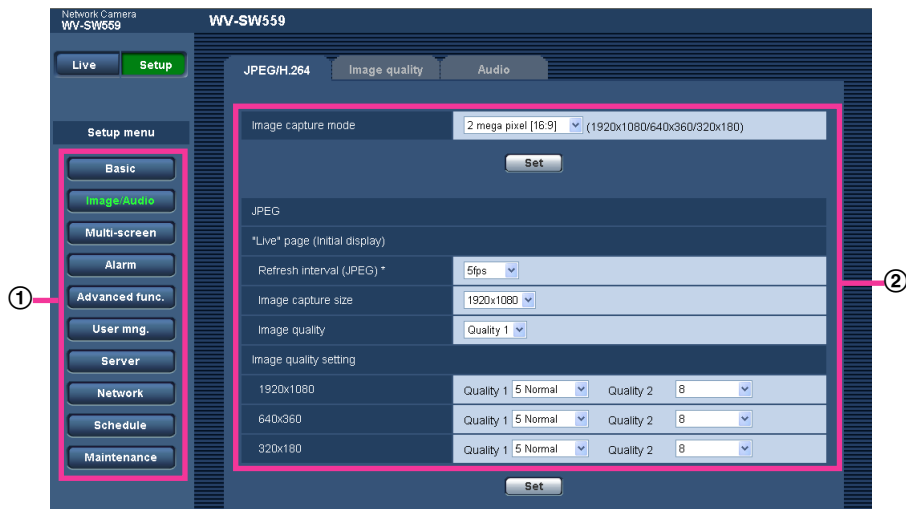 Network Camera
WV-SW559
WV-SW559
Live Setup
JPEG/H.264 Image quality Audio
Setup menu
Basic
Image/Audio
Multi-screen
Alarm
Advanced func.
User mng.
Server
Network
Schedule
Maintenance
①
Image capture mode 2 mega pixel [16:9] (1920x1080/640x360/320x180)
Set
JPEG
"Live" page (Initial display)
Refresh interval (JPEG) * 5fps
Image capture size 1920x1080
Image quality Quality 1
Image quality setting
1920x1080 Quality 1 5 Normal Quality 2 8
640x360 Quality 1 5 Normal Quality 2 8
320x180 Quality 1 5 Normal Quality 2 8
Set
②